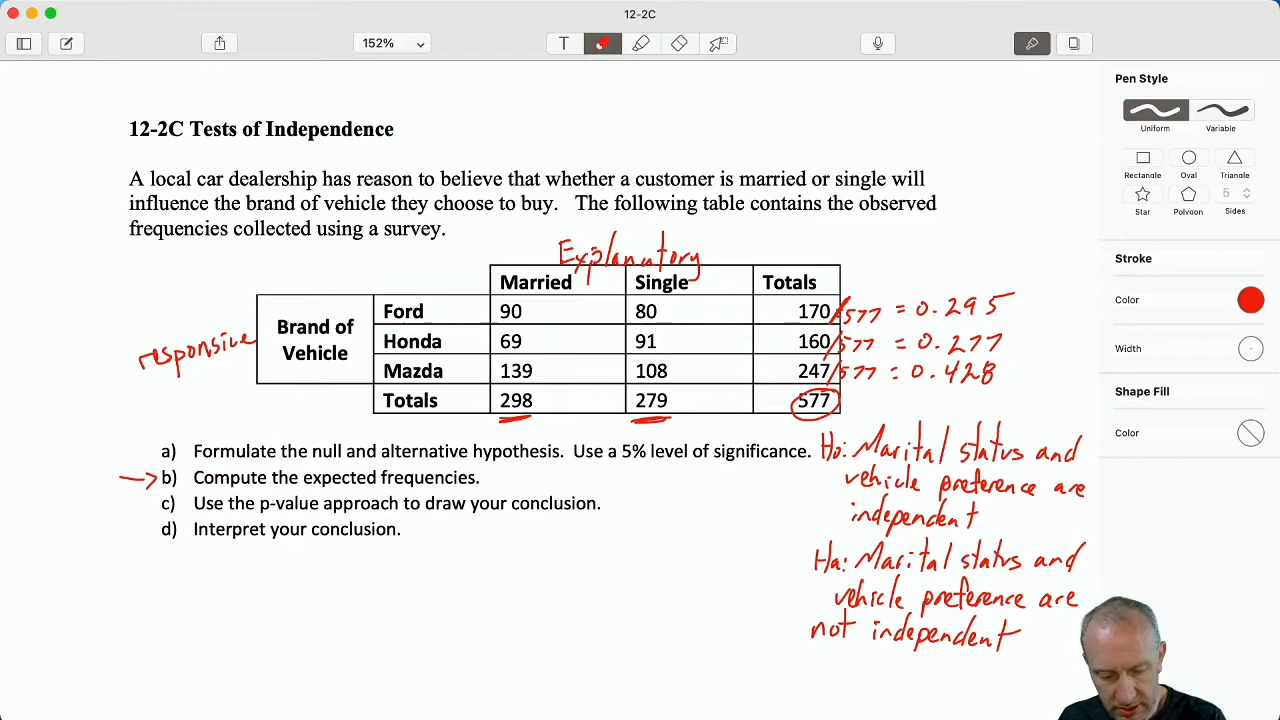 12-2C
152%
T
Pen Style
Uniform
Variable
Rectangle
Oval
Triangle
Star
Polygon
5
Sides
Stroke
Color
Width
Shape Fill
Color
12-2C Tests of Independence
A local car dealership has reason to believe that whether a customer is married or single will
influence the brand of vehicle they choose to buy. The following table contains the observed
frequencies collected using a survey.
Explanatory
Married Single Totals
responsive
Brand of
Vehicle
Ford 90 80 170 /577 = 0.295
Honda 69 91 160 /577 = 0.277
Mazda 139 108 247 /577 = 0.428
Totals 298 279 577
a) Formulate the null and alternative hypothesis. Use a 5% level of significance.
b) Compute the expected frequencies.
c) Use the p-value approach to draw your conclusion.
d) Interpret your conclusion.
Ho: Marital status and
vehicle preference are
independent
Ha: Marital status and
vehicle preference are
not independent